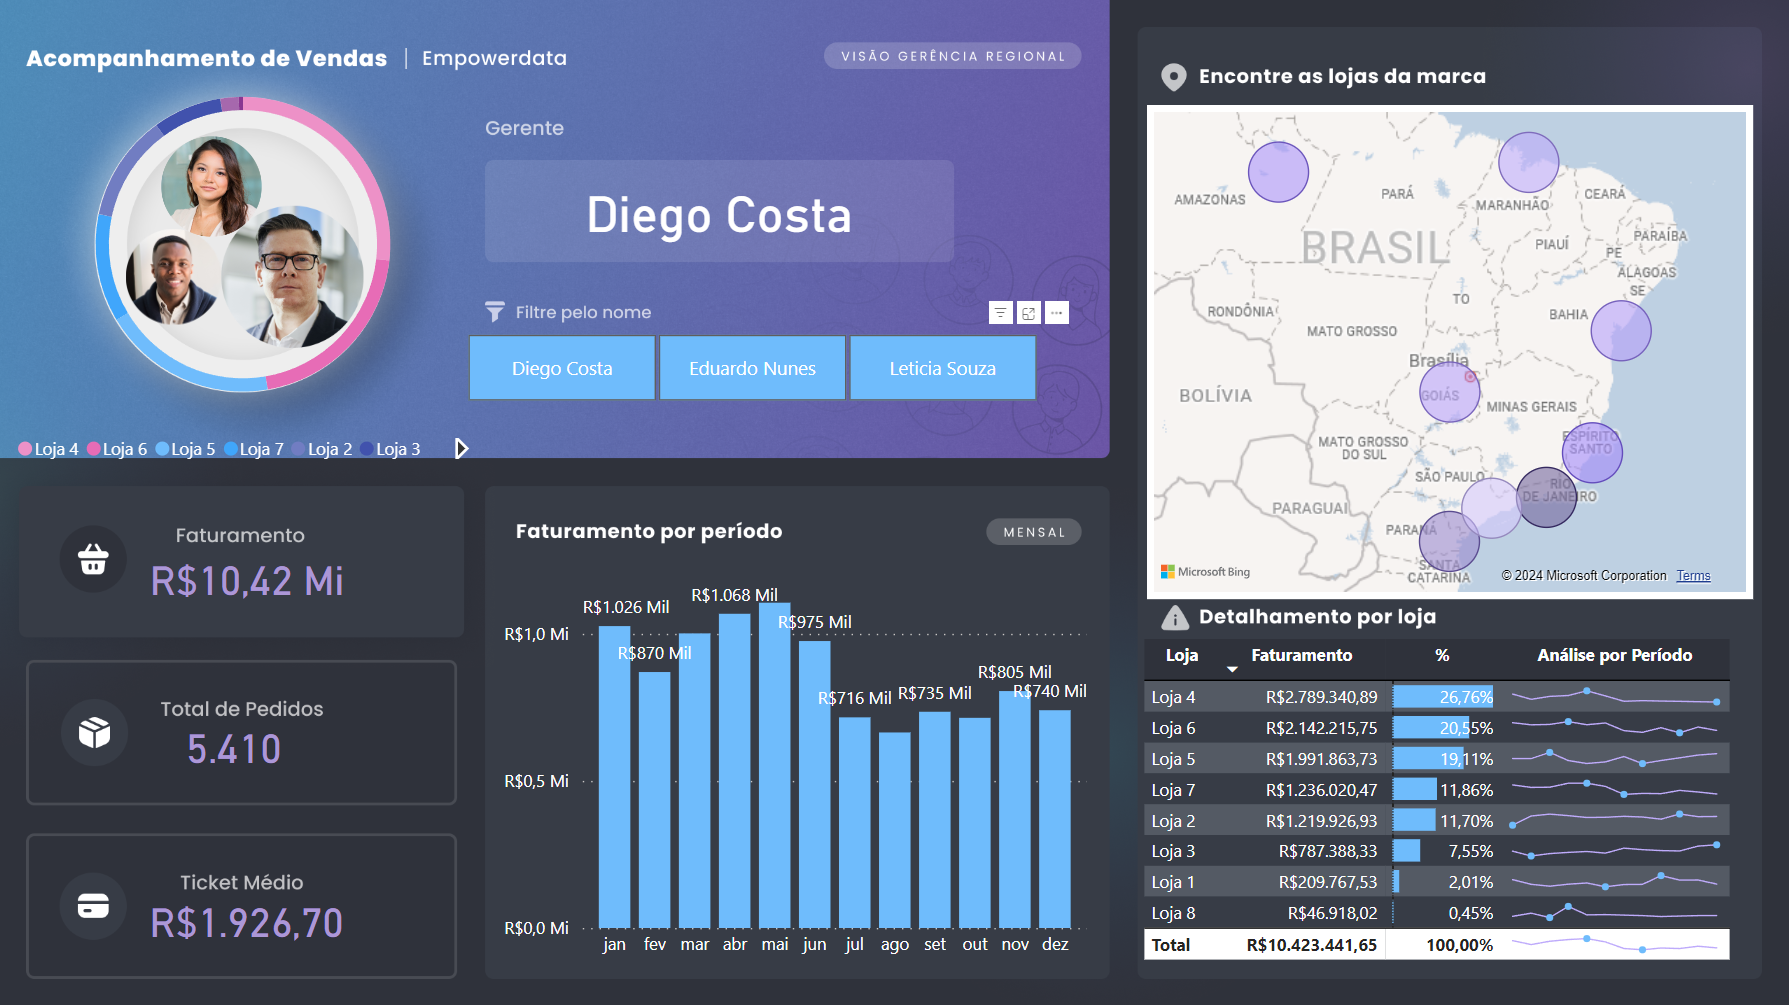 Acompanhamento de Vendas | Empowerdata
VISÃO GERÊNCIA REGIONAL
Gerente
Diego Costa
Filtre pelo nome
Diego Costa
Eduardo Nunes
Leticia Souza
Loja 4 Loja 6 Loja 5 Loja 7 Loja 2 Loja 3
Faturamento
R$10,42 Mi
Total de Pedidos
5.410
Ticket Médio
R$1.926,70
Faturamento por período
MENSAL
R$1.026 Mil
R$870 Mil
R$1.068 Mil
R$975 Mil
R$716 Mil
R$735 Mil
R$805 Mil
R$740 Mil
R$1,0 Mi
R$0,5 Mi
R$0,0 Mi
jan fev mar abr mai jun jul ago set out nov dez
Encontre as lojas da marca
AMAZONAS
PARÁ
MARANHÃO
CEARÁ
BRASIL
PIAUÍ
PARAÍBA
PE
ALAGOAS
SE
TO
RONDÔNIA
MATO GROSSO
BAHIA
Brasília
GOIÁS
BOLÍVIA
MINAS GERAIS
MATO GROSSO
DO SUL
ESPÍRITO
SANTO
SÃO PAULO
RIO
DE JANEIRO
PARAGUAI
PARANÁ
SANTA
CATARINA
Microsoft Bing
© 2024 Microsoft Corporation Terms
Detalhamento por loja
Loja Faturamento % Análise por Período
Loja 4 R$2.789.340,89 26,76%
Loja 6 R$2.142.215,75 20,55%
Loja 5 R$1.991.863,73 19,11%
Loja 7 R$1.236.020,47 11,86%
Loja 2 R$1.219.926,93 11,70%
Loja 3 R$787.388,33 7,55%
Loja 1 R$209.767,53 2,01%
Loja 8 R$46.918,02 0,45%
Total R$10.423.441,65 100,00%